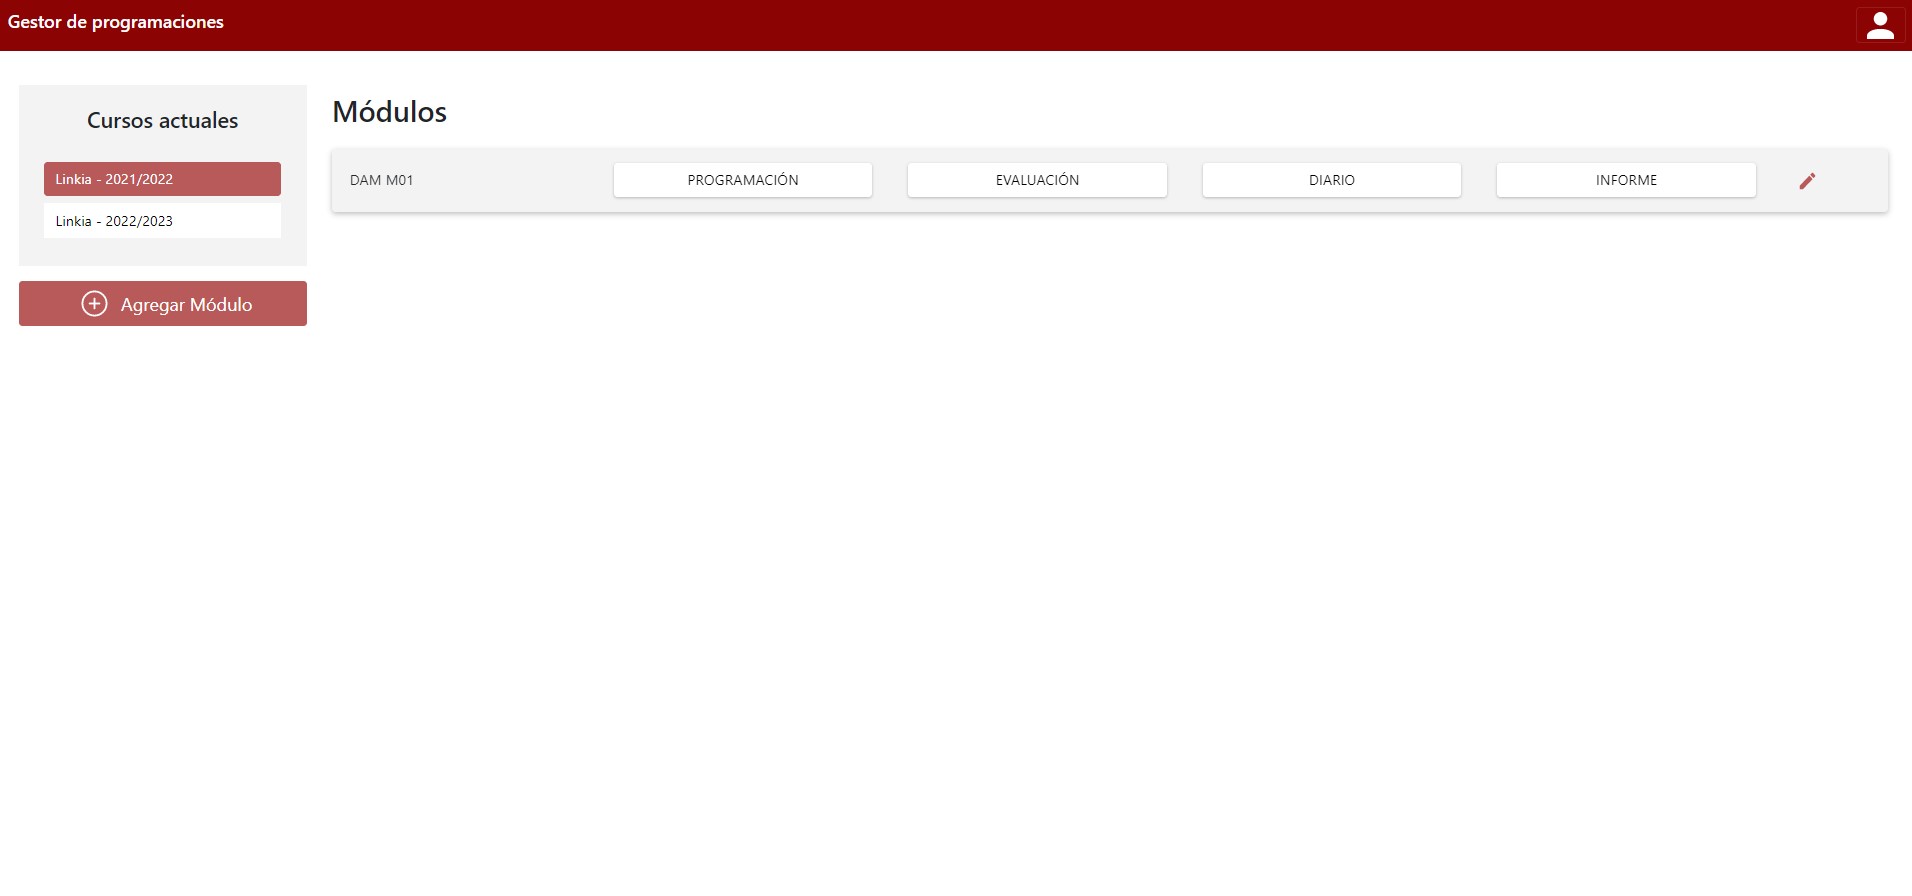 Gestor de programaciones
Cursos actuales
Linkia - 2021/2022
Linkia - 2022/2023
Agregar Módulo
Módulos
DAM M01 PROGRAMACIÓN EVALUACIÓN DIARIO INFORME